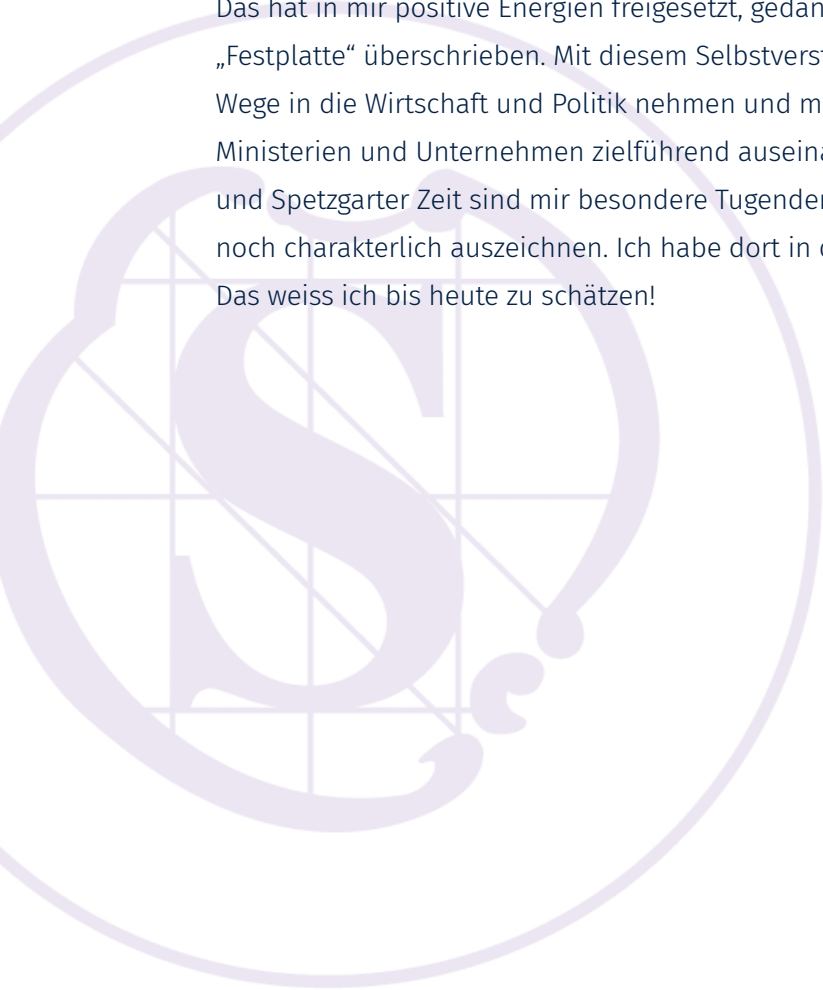 Das hat in mir positive Energien freigesetzt, gedan
„Festplatte“ überschrieben. Mit diesem Selbstverst
Wege in die Wirtschaft und Politik nehmen und m
Ministerien und Unternehmen zielführend auseina
und Spetzgarter Zeit sind mir besondere Tugenden
noch charakterlich auszeichnen. Ich habe dort in
Das weiss ich bis heute zu schätzen!
S